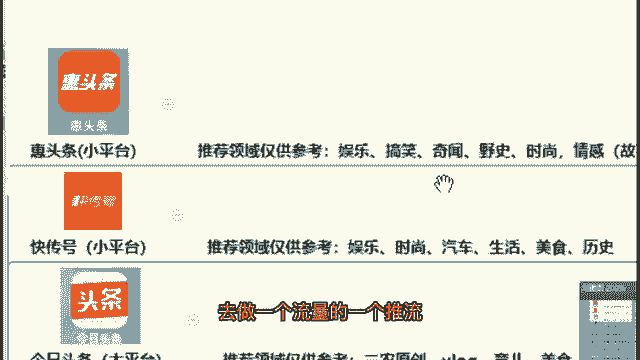 惠头条
惠头条
惠头条(小平台) 推荐领域仅供参考：娱乐、搞笑、奇闻、野史、时尚，情感（故
快传号
快传号（小平台） 推荐领域仅供参考：娱乐、时尚、汽车、生活、美食、历史
头条
今日头条
去做一个流量的一个推流
今日头条（大平台） 推荐领域仅供参考：三农原创、vlog、育儿、美食